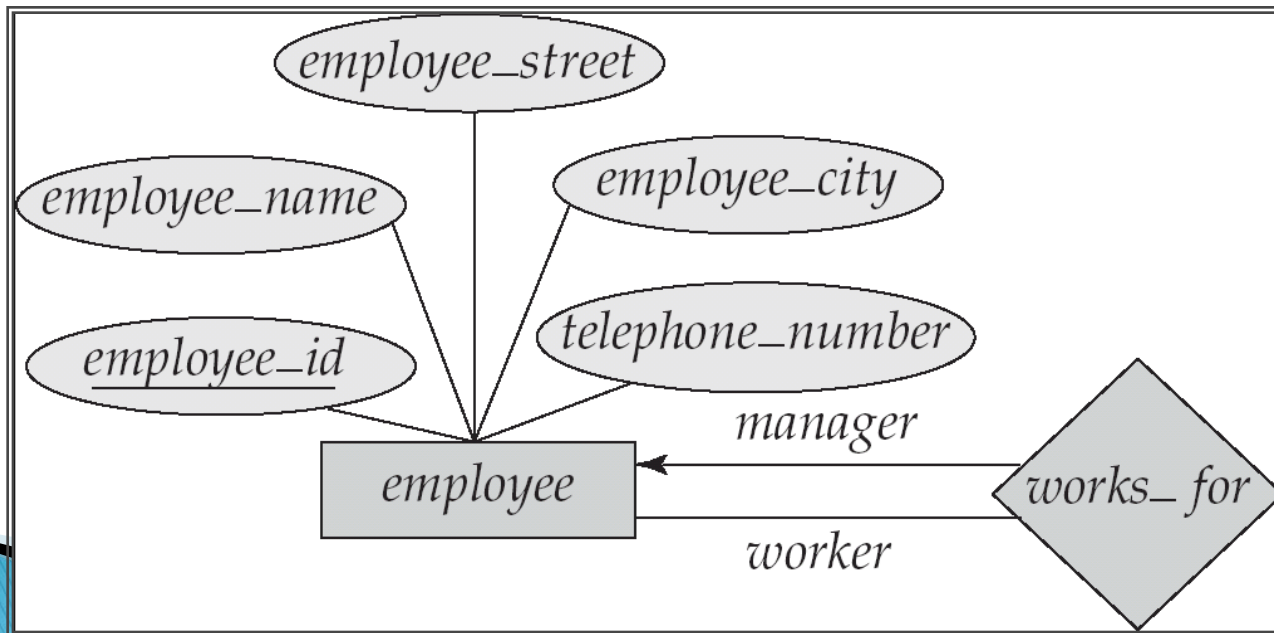 employee_street
employee_name
employee_city
employee_id
telephone_number
manager
employee
works_for
worker